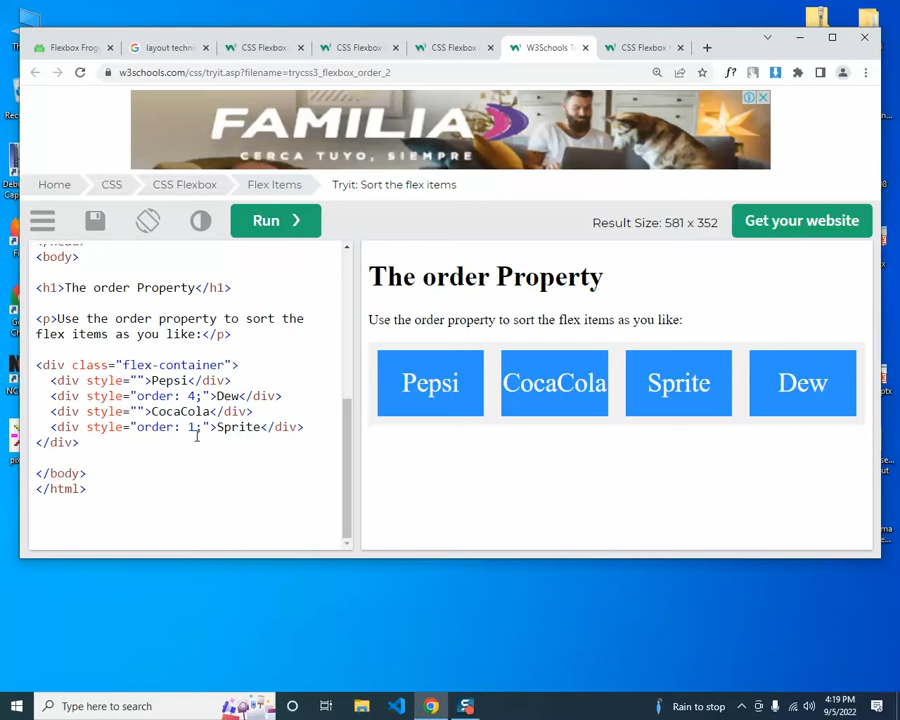 Flexbox Frog
layout techni
CSS Flexbox
CSS Flexbox
CSS Flexbox
W3Schools T
CSS Flexbox
w3schools.com/css/tryit.asp?filename=trycss3_flexbox_order_2
f?
FAMILIA
CERCA TUYO, SIEMPRE
Home
CSS
CSS Flexbox
Flex Items
Tryit: Sort the flex items
Run ❯
Result Size: 581 x 352
Get your website
</head>
<body>
<h1>The order Property</h1>
<p>Use the order property to sort the
flex items as you like:</p>
<div class="flex-container">
<div style="">Pepsi</div>
<div style="order: 4;">Dew</div>
<div style="">CocaCola</div>
<div style="order: 1;">Sprite</div>
</div>
</body>
</html>
The order Property
Use the order property to sort the flex items as you like:
Pepsi
CocaCola
Sprite
Dew
Type here to search
Rain to stop
4:19 PM
9/5/2022